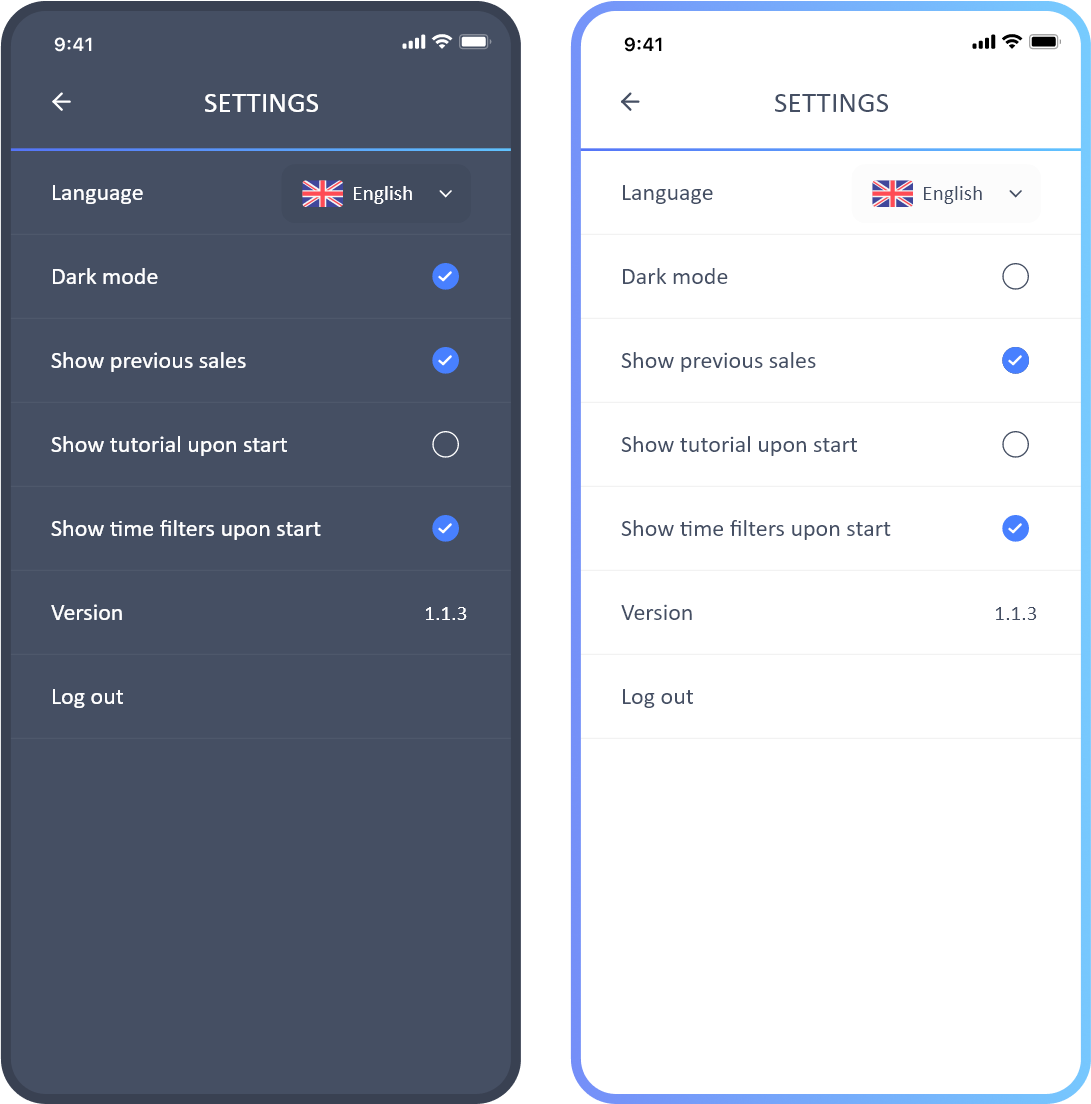 9:41
SETTINGS
Language English
Dark mode
Show previous sales
Show tutorial upon start
Show time filters upon start
Version 1.1.3
Log out
9:41
SETTINGS
Language English
Dark mode
Show previous sales
Show tutorial upon start
Show time filters upon start
Version 1.1.3
Log out